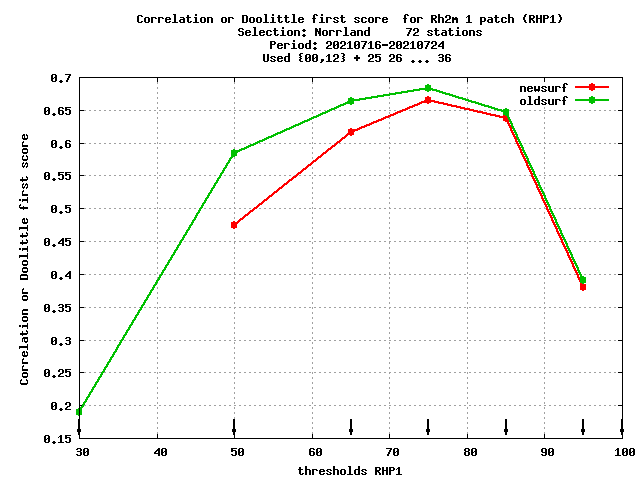 Correlation or Doolittle first score  for Rh2m 1 patch (RHP1)
Selection: Norrland     72 stations
Period: 20210716-20210724
Used {00,12} + 25 26 ... 36
newsurf
oldsurf
Correlation or Doolittle first score
0.7
0.65
0.6
0.55
0.5
0.45
0.4
0.35
0.3
0.25
0.2
0.15
30 40 50 60 70 80 90 100
thresholds RHP1